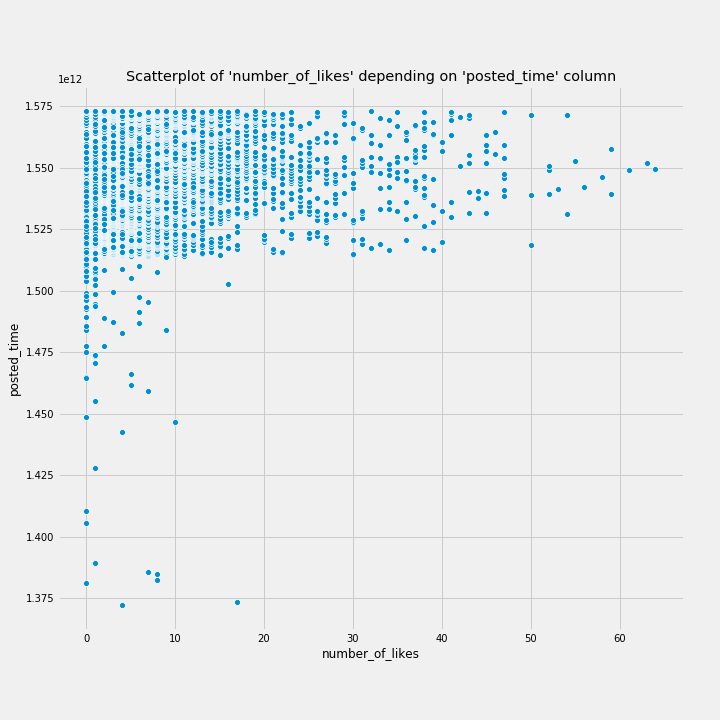 Scatterplot of 'number_of_likes' depending on 'posted_time' column
1e12
1.575
1.550
1.525
1.500
1.475
1.450
1.425
1.400
1.375
posted_time
0 10 20 30 40 50 60
number_of_likes